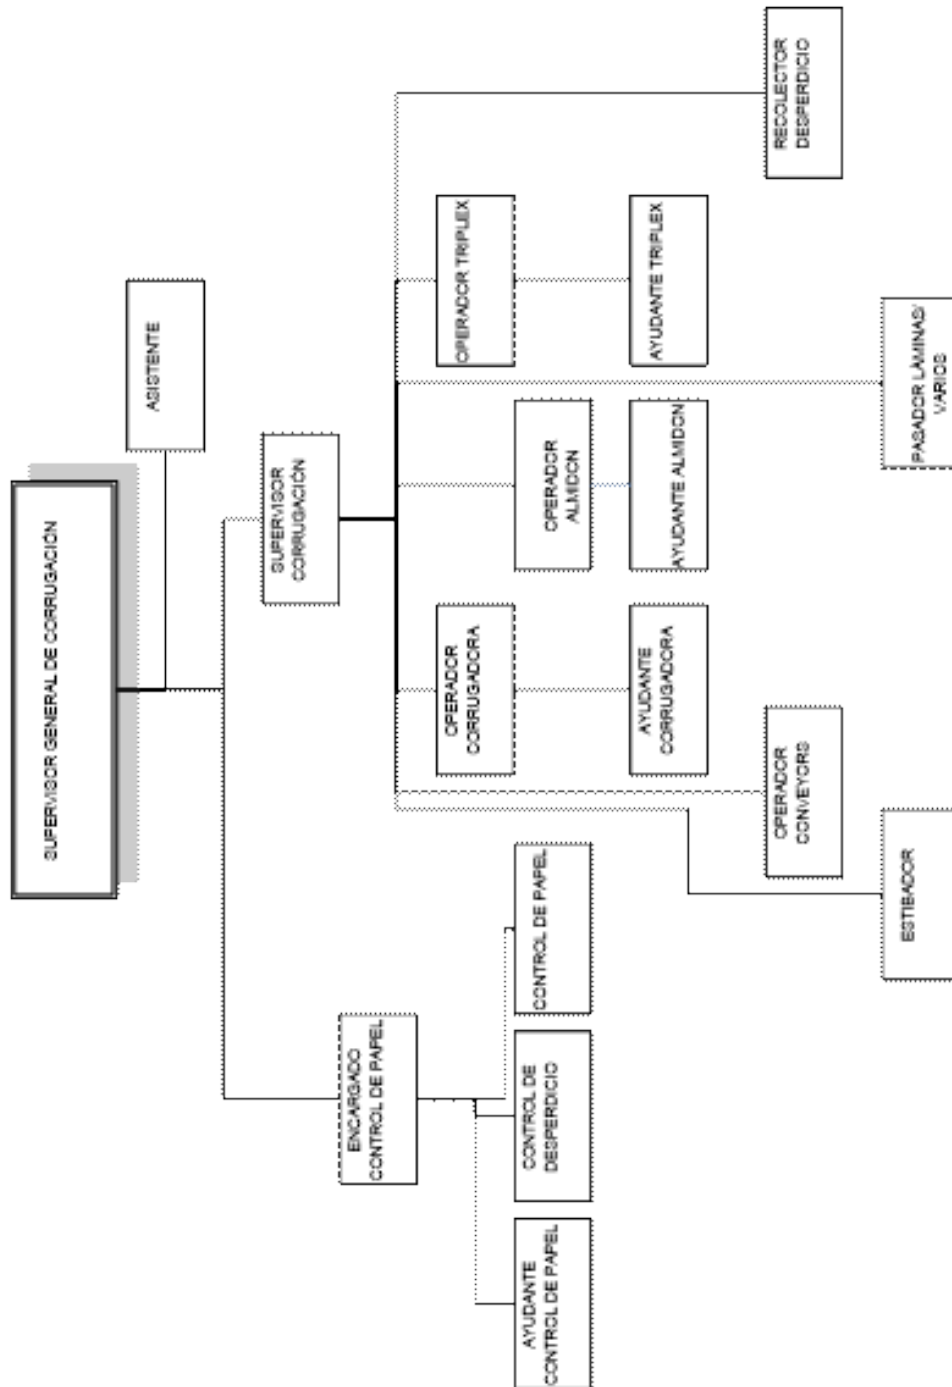 SUPERVISOR GENERAL DE CORRUGACIÓN
ASISTENTE
SUPERVISOR
CORRUGACIÓN
ENCARGADO
CONTROL DE PAPEL
AYUDANTE
CONTROL DE PAPEL
CONTROL DE
DESPERDICIO
CONTROL DE PAPEL
OPERADOR
CORRUGADORA
OPERADOR
ALMIDON
OPERADOR TRIPLEX
AYUDANTE
CORRUGADORA
AYUDANTE ALMIDON
AYUDANTE TRIPLEX
OPERADOR
CONVEYORS
RECOLECTOR
DESPERDICIO
ESTIBADOR
PASADOR LÁMINAS/
VARIOS